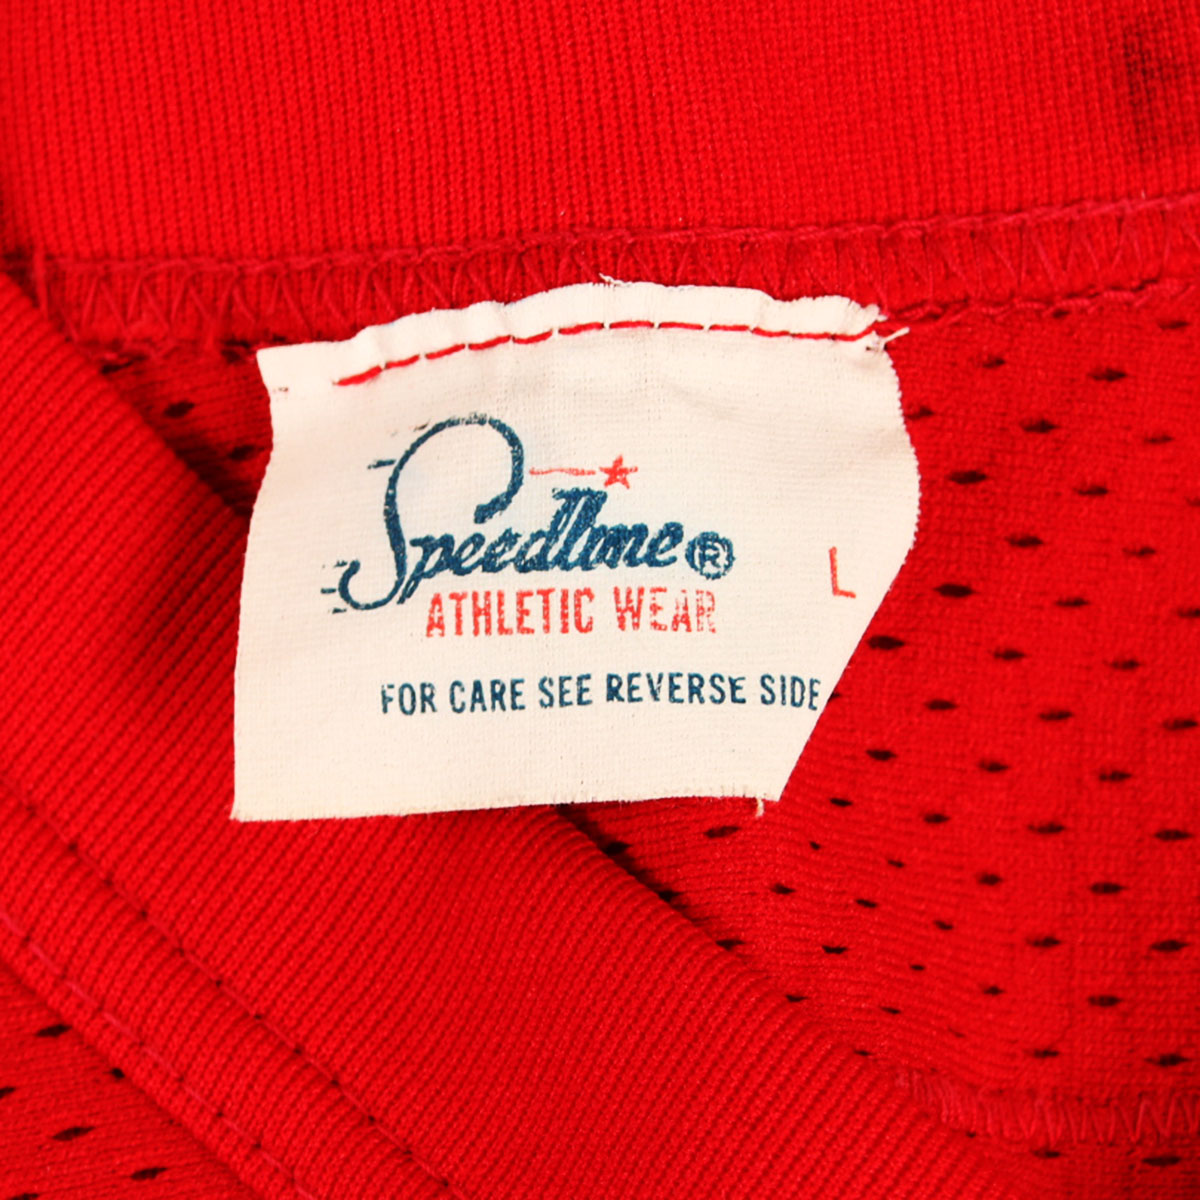 Speedline®
ATHLETIC WEAR
L
FOR CARE SEE REVERSE SIDE